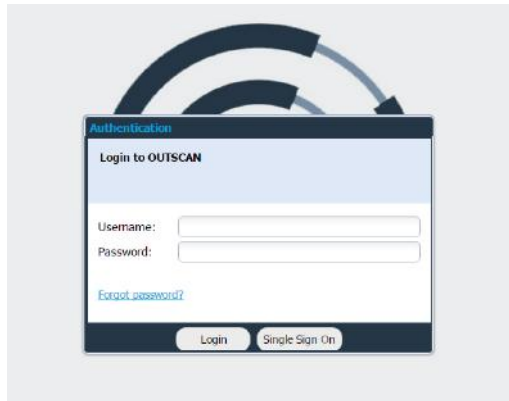 Authentication
Login to OUTSCAN
Username:
Password:
Forgot password?
Login Single Sign On